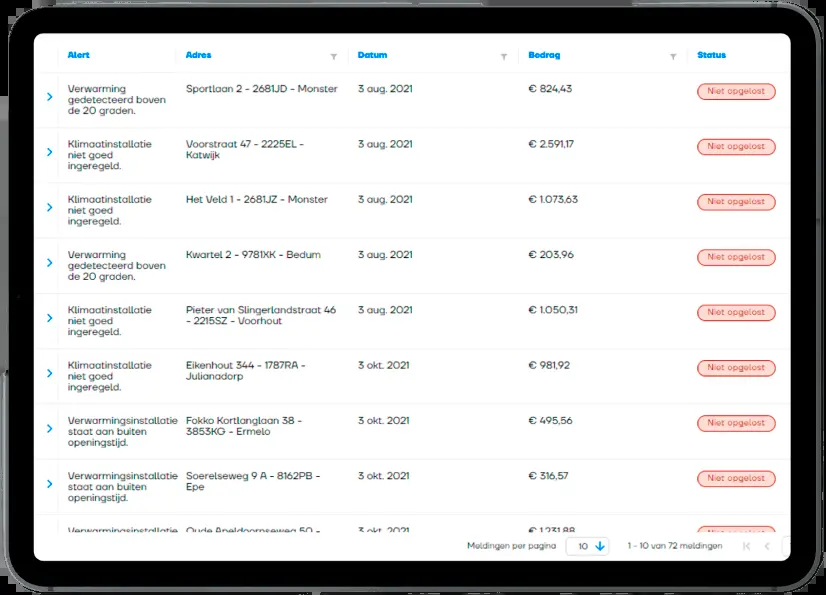 Alert Adres Datum Bedrag Status
Verwarming gedetecteerd boven de 20 graden. Sportlaan 2 - 2681JD - Monster 3 aug. 2021 € 824,43 Niet opgelost
Klimaatinstallatie niet goed ingeregeld. Voorstraat 47 - 2225EL - Katwijk 3 aug. 2021 € 2.591,17 Niet opgelost
Klimaatinstallatie niet goed ingeregeld. Het Veld 1 - 2681JZ - Monster 3 aug. 2021 € 1.073,63 Niet opgelost
Verwarming gedetecteerd boven de 20 graden. Kwartel 2 - 9781XK - Bedum 3 aug. 2021 € 203,96 Niet opgelost
Klimaatinstallatie niet goed ingeregeld. Pieter van Slingerlandstraat 46 - 2215SZ - Voorhout 3 aug. 2021 € 1.050,31 Niet opgelost
Klimaatinstallatie niet goed ingeregeld. Eikenhout 344 - 1787RA - Julianadorp 3 okt. 2021 € 981,92 Niet opgelost
Verwarmingsinstallatie staat aan buiten openingstijd. Fokko Kortlanglaan 38 - 3853KG - Ermelo 3 okt. 2021 € 495,56 Niet opgelost
Verwarmingsinstallatie staat aan buiten openingstijd. Soerelseweg 9 A - 8162PB - Epe 3 okt. 2021 € 316,57 Niet opgelost
Verwarmingsinstallatie Oude Apeldoornseweg 50 - 3 okt. 2021 € 1.231,88
Meldingen per pagina 10 1 - 10 van 72 meldingen